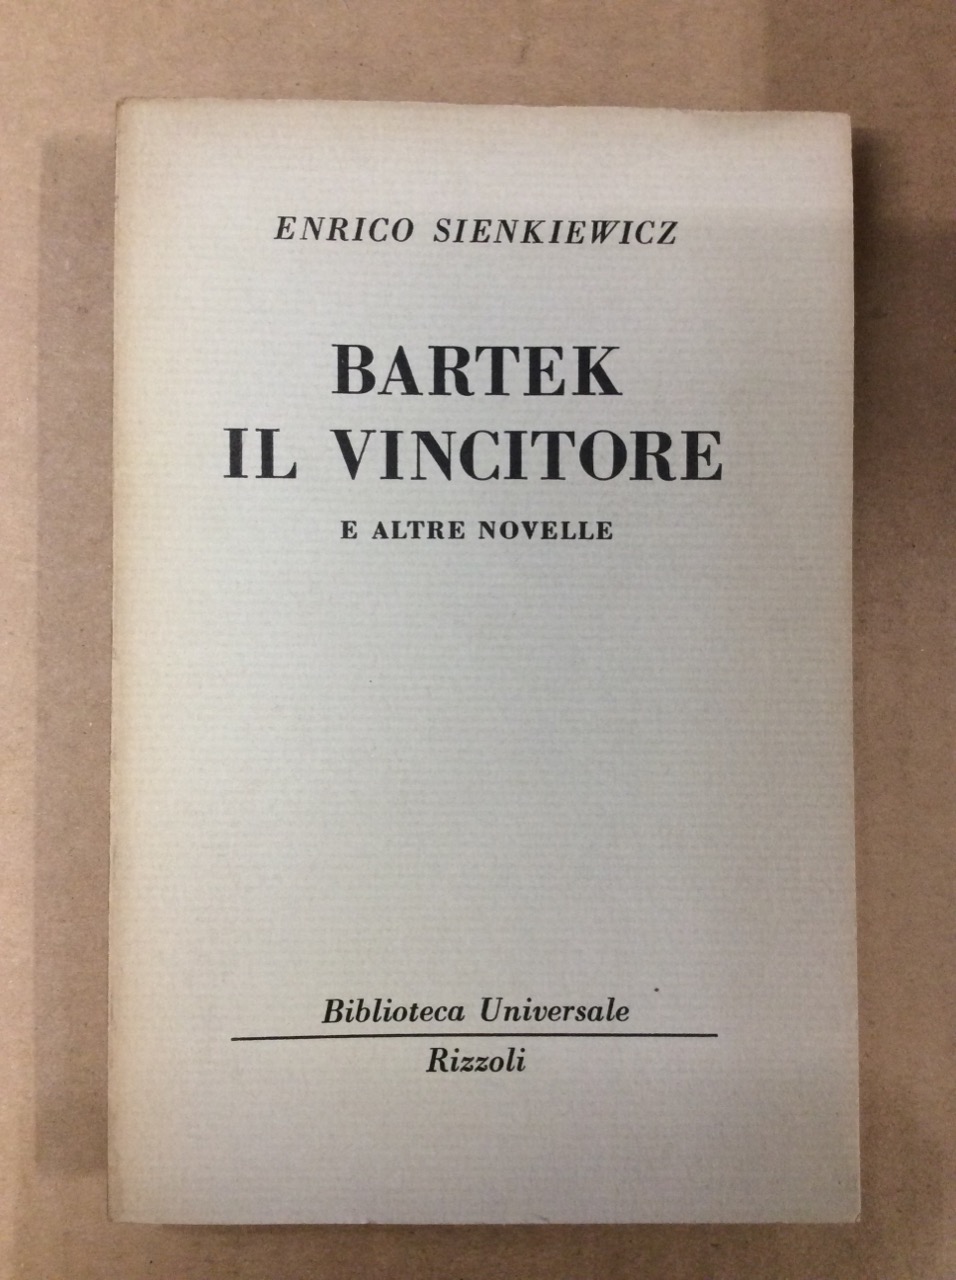 ENRICO SIENKIEWICZ
BARTEK
IL VINCITORE
E ALTRE NOVELLE
Biblioteca Universale
Rizzoli